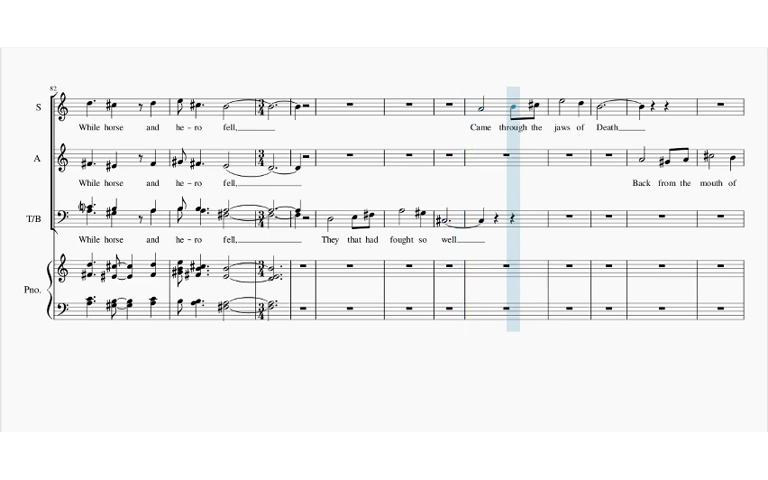 82
S
While horse and he - ro fell, Came through the jaws of Death
A
While horse and he - ro fell, Back from the mouth of
T/B
While horse and he - ro fell, They that had fought so well
Pno.